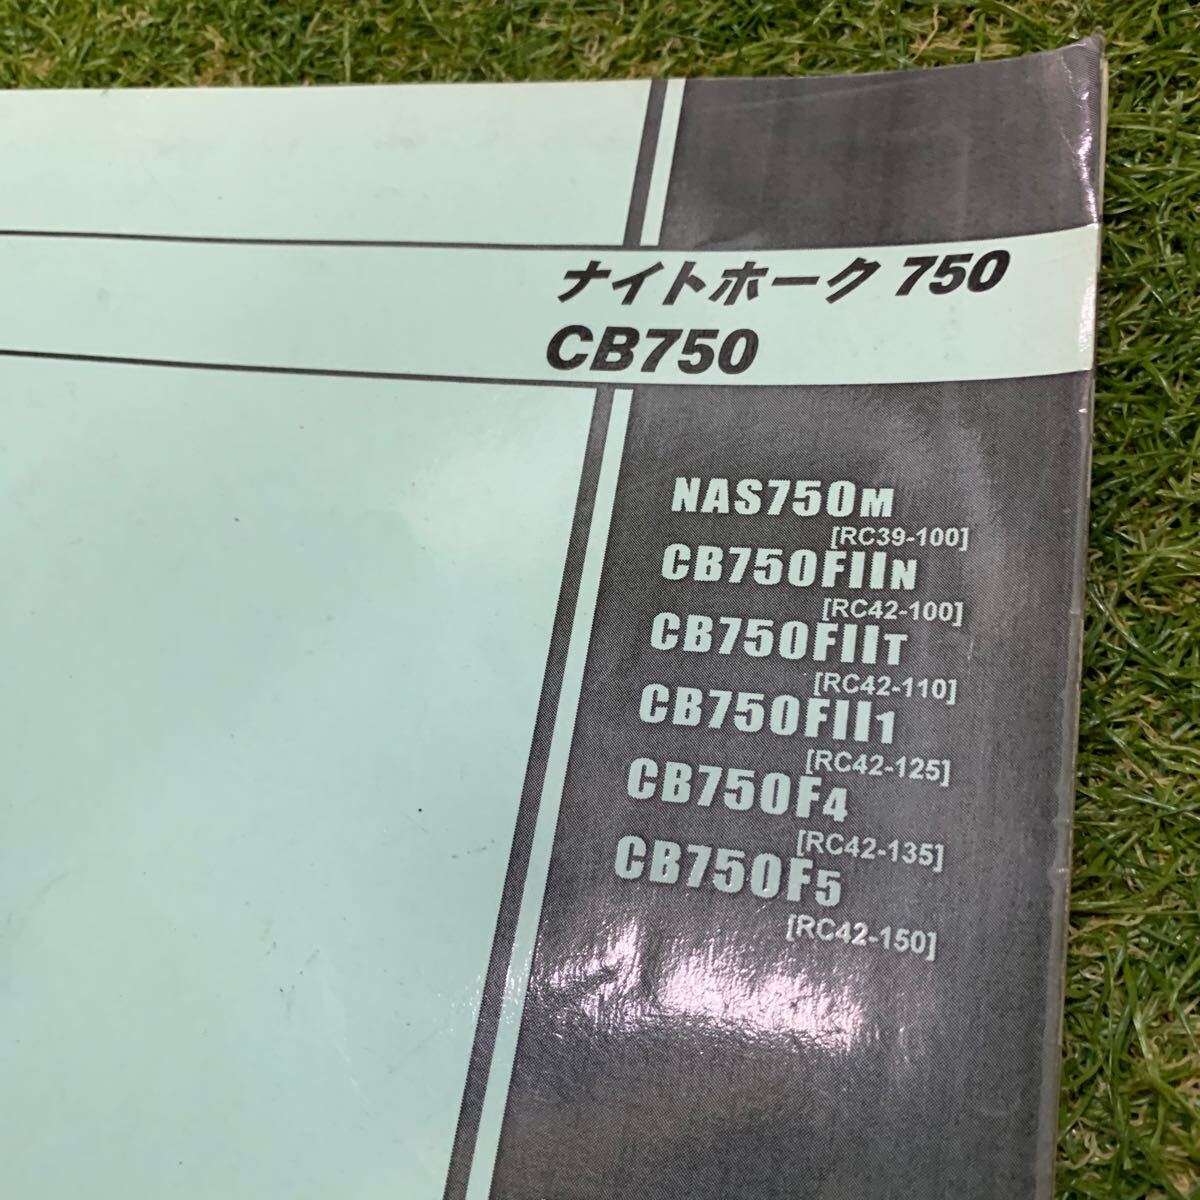 ナイトホーク 750
CB750
NAS750M
[RC39-100]
CB750FIIN
[RC42-100]
CB750FIIT
[RC42-110]
CB750FII1
[RC42-125]
CB750F4
[RC42-135]
CB750F5
[RC42-150]